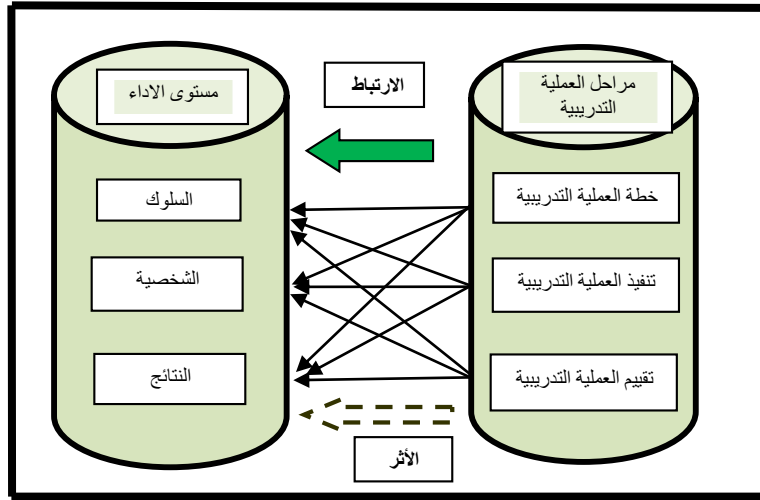 مراحل العملية
التدريبية
الارتباط
مستوى الاداء
خطة العملية التدريبية
السلوك
تنفيذ العملية التدريبية
الشخصية
تقييم العملية التدريبية
النتائج
الأثر